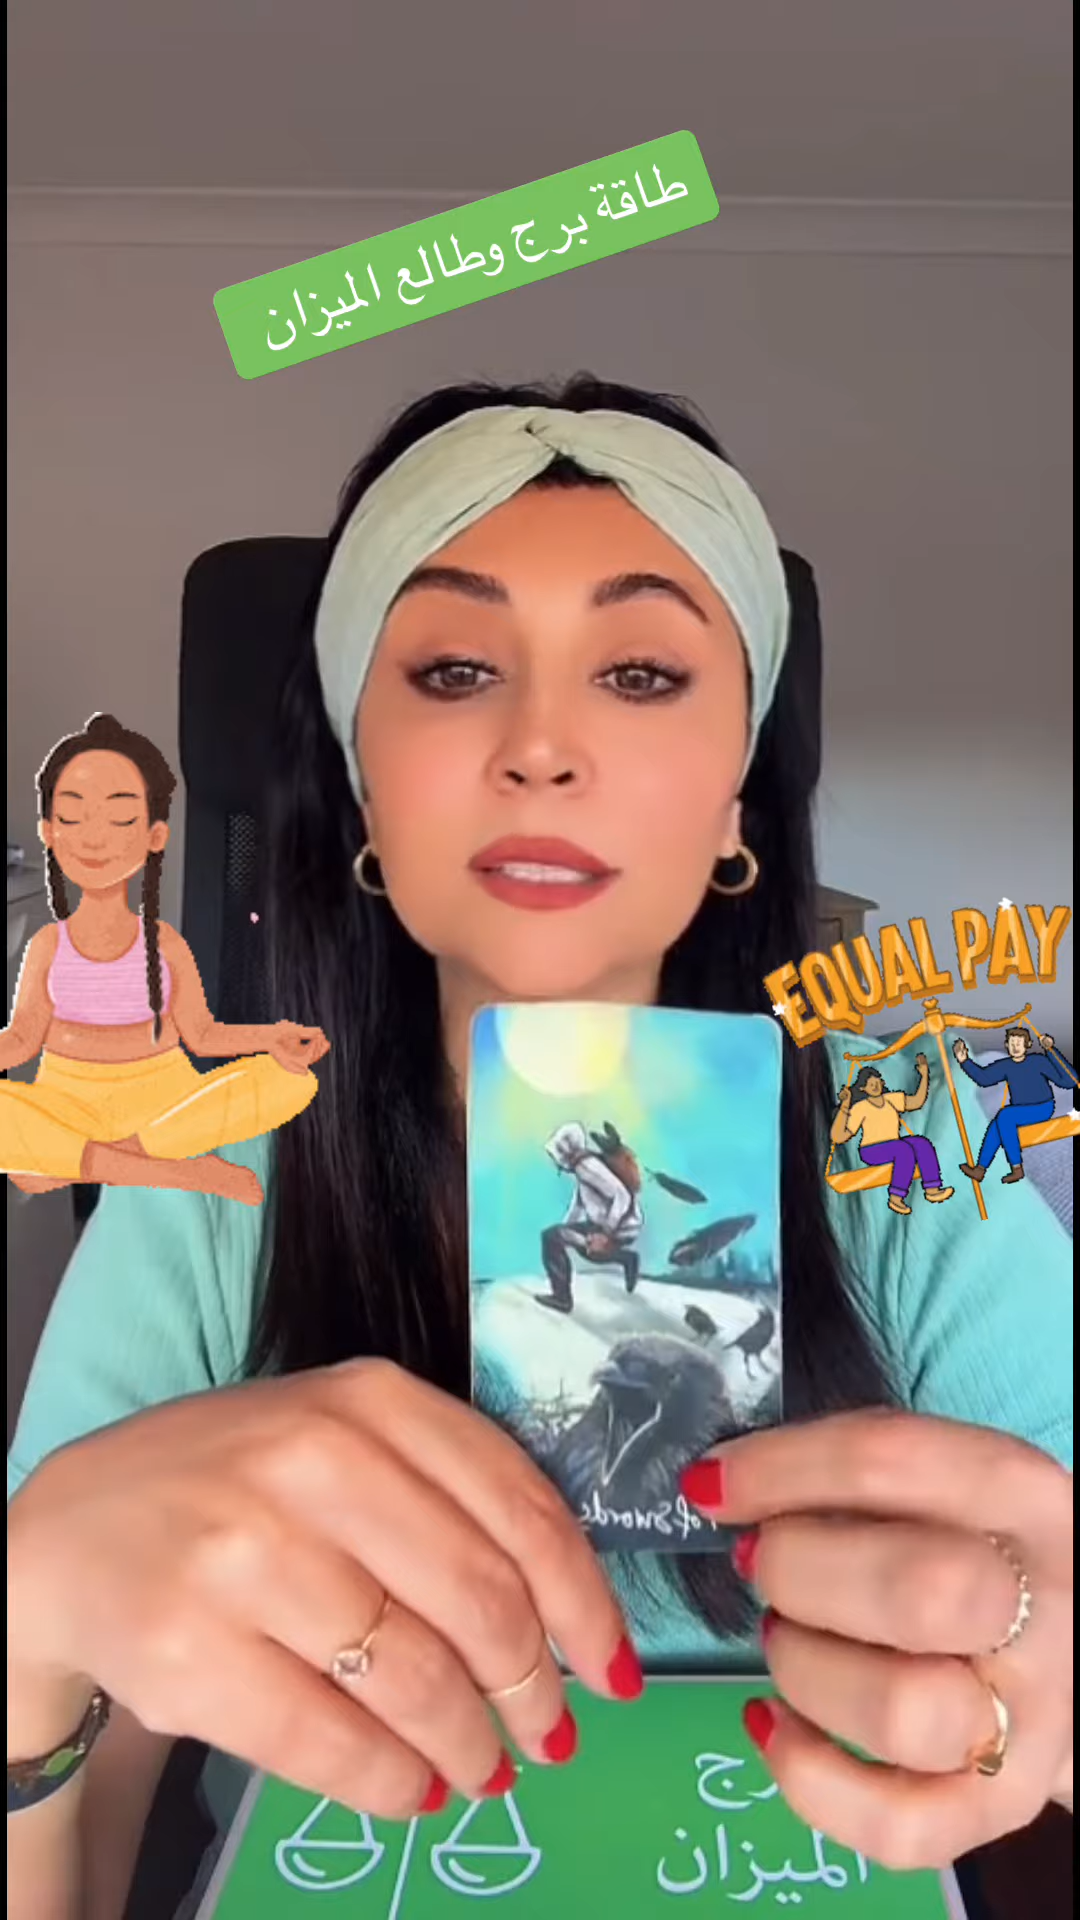 طاقة برج وطالع الميزان
EQUAL PAY
of Swords
الميزان